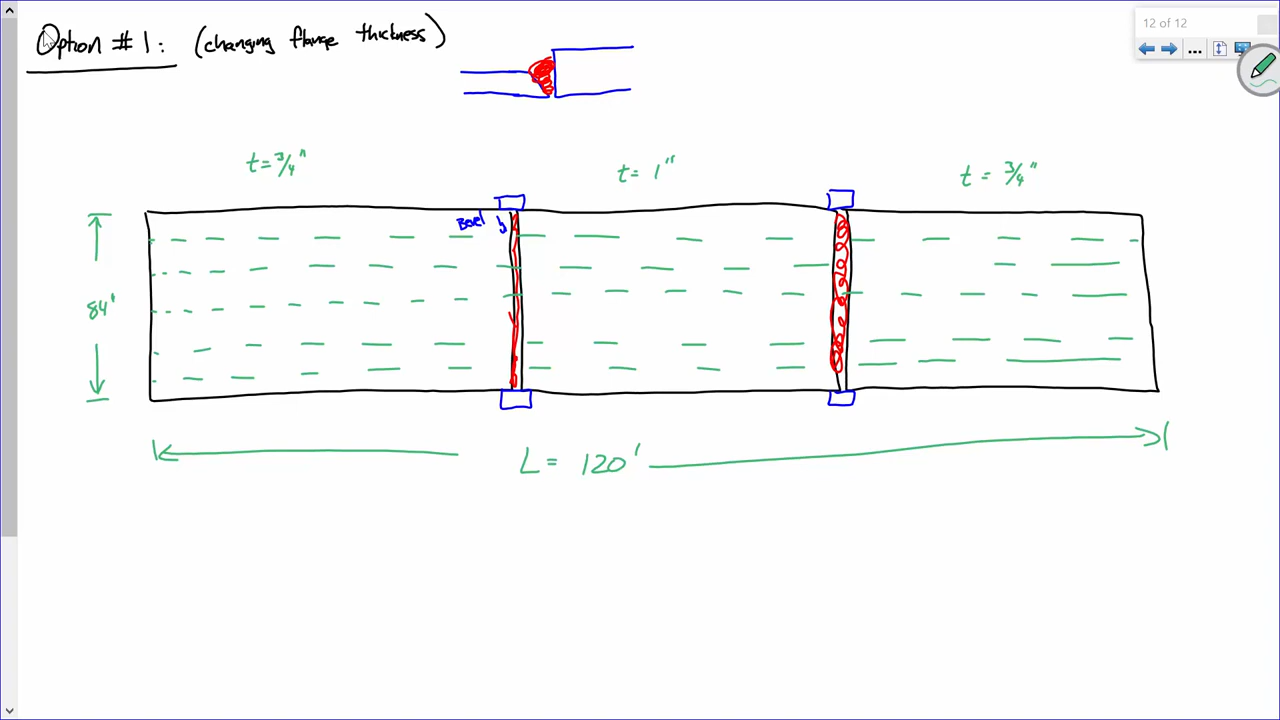 Option # 1: (changing flange thickness)
12 of 12
t = 3/4"
t = 1"
t = 3/4"
Bevel
84'
L = 120'